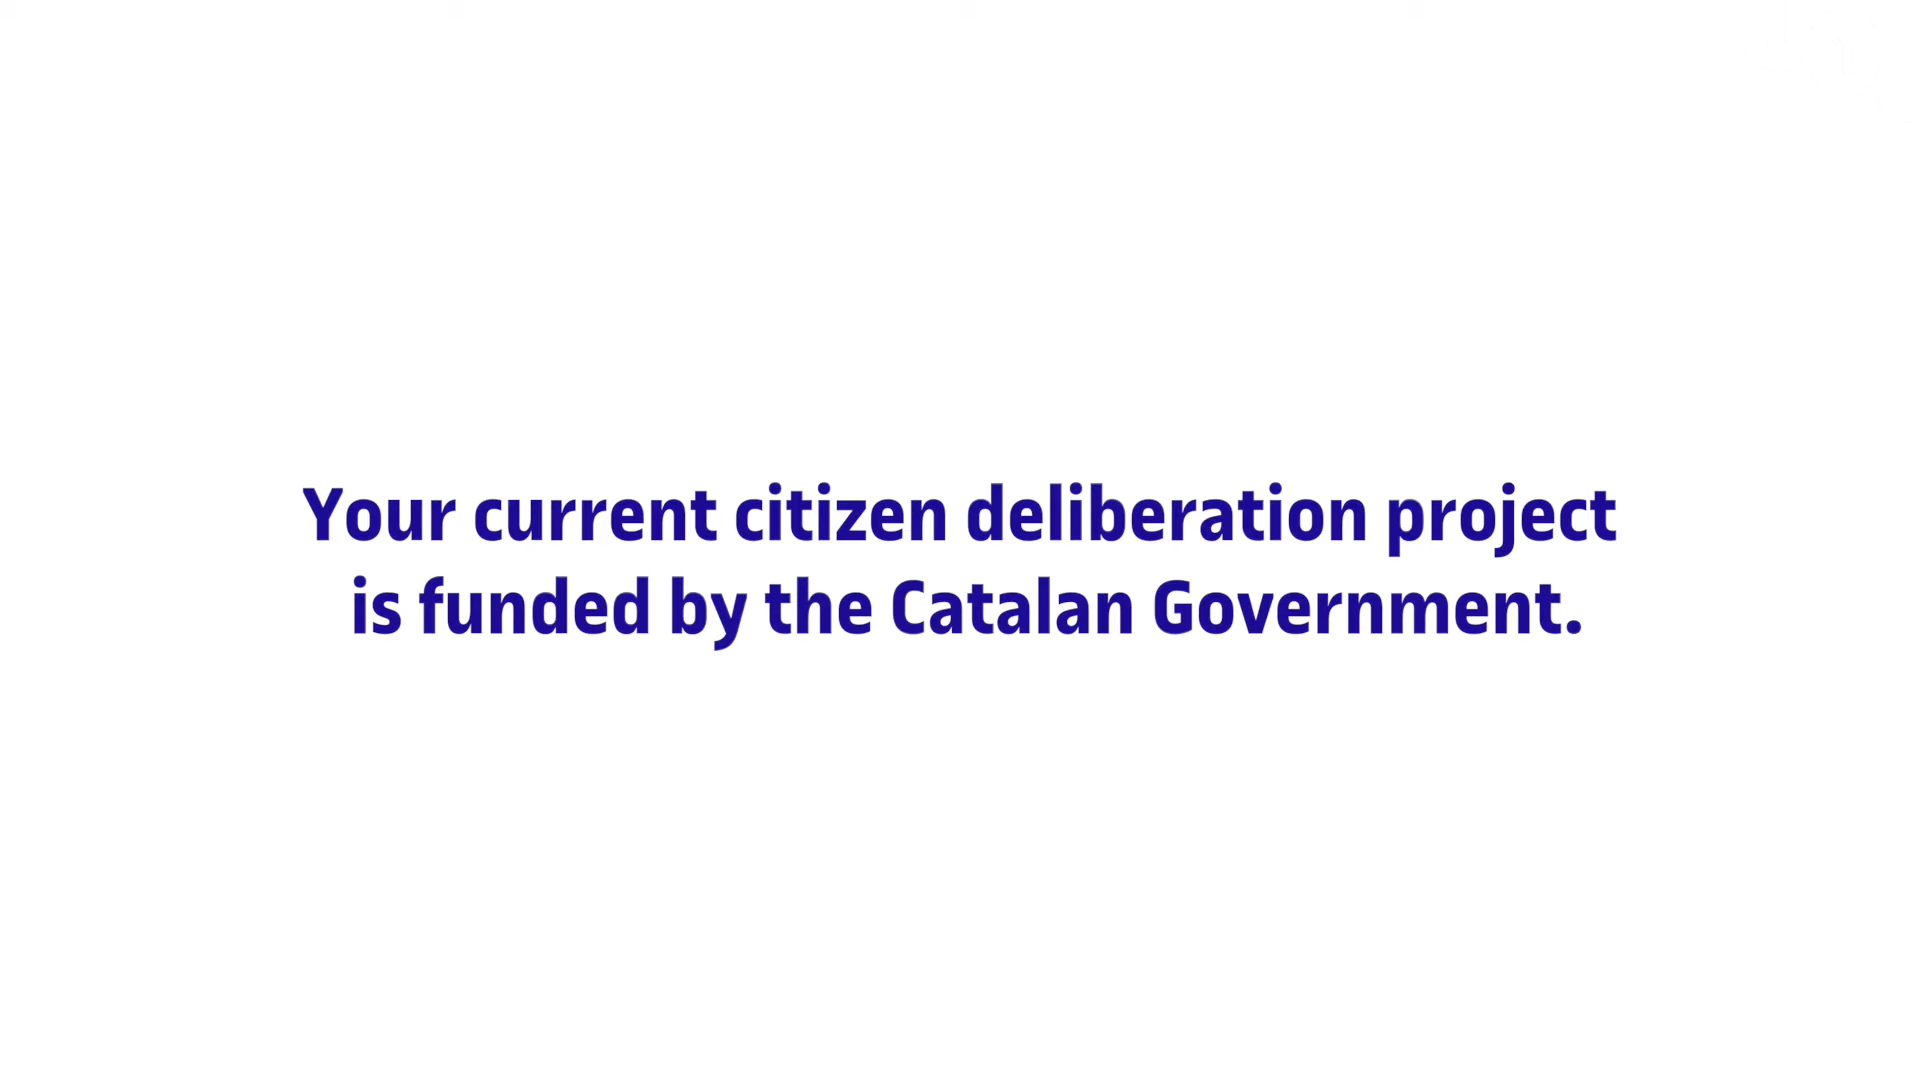 Your current citizen deliberation project
is funded by the Catalan Government.